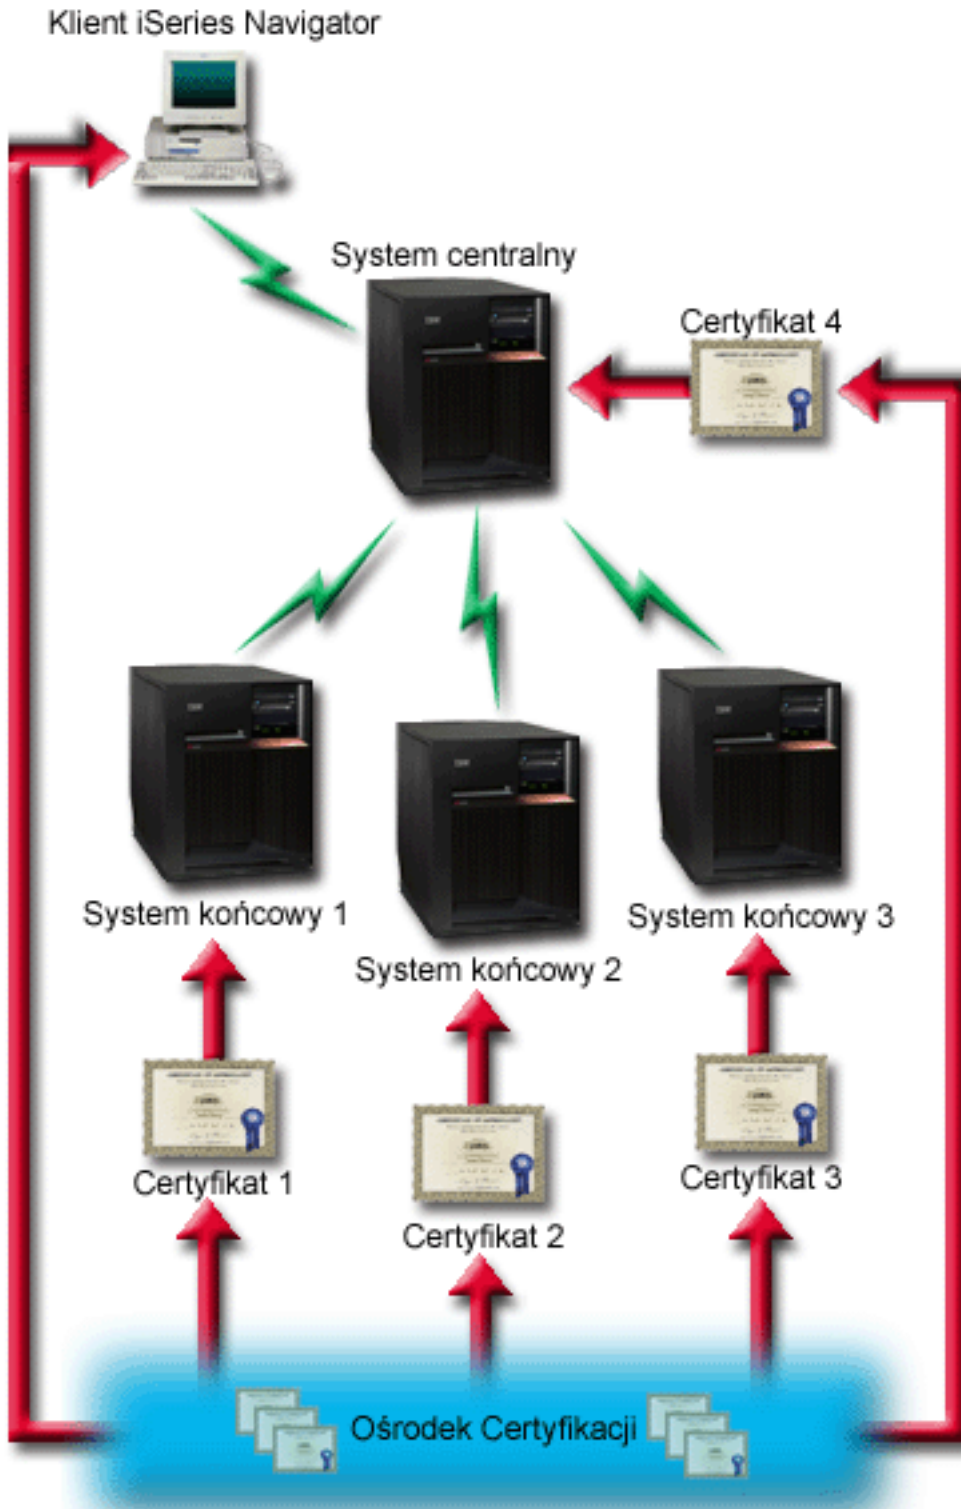 Klient iSeries Navigator
System centralny
Certyfikat 4
IBM
System końcowy 1
System końcowy 2
System końcowy 3
Certyfikat 1
Certyfikat 2
Certyfikat 3
Ośrodek Certyfikacji